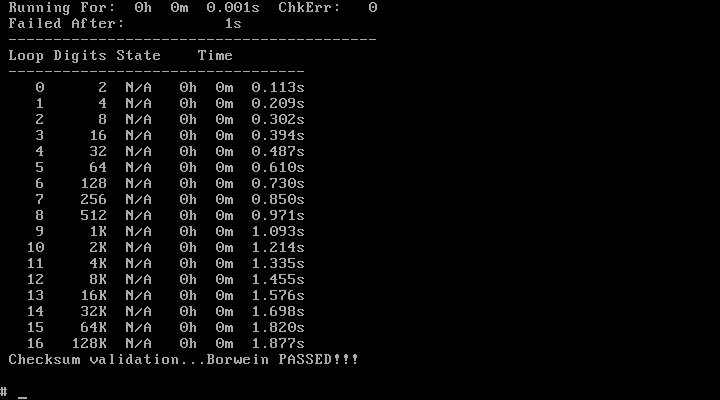 Running For:  0h  0m  0.001s  ChkErr:   0
Failed After:           1s
-----------------------------------------
Loop Digits State    Time
---------------------------------
   0      2  N/A   0h  0m  0.113s
   1      4  N/A   0h  0m  0.209s
   2      8  N/A   0h  0m  0.302s
   3     16  N/A   0h  0m  0.394s
   4     32  N/A   0h  0m  0.487s
   5     64  N/A   0h  0m  0.610s
   6    128  N/A   0h  0m  0.730s
   7    256  N/A   0h  0m  0.850s
   8    512  N/A   0h  0m  0.971s
   9     1K  N/A   0h  0m  1.093s
  10     2K  N/A   0h  0m  1.214s
  11     4K  N/A   0h  0m  1.335s
  12     8K  N/A   0h  0m  1.455s
  13    16K  N/A   0h  0m  1.576s
  14    32K  N/A   0h  0m  1.698s
  15    64K  N/A   0h  0m  1.820s
  16   128K  N/A   0h  0m  1.877s
Checksum validation...Borwein PASSED!!!
# _